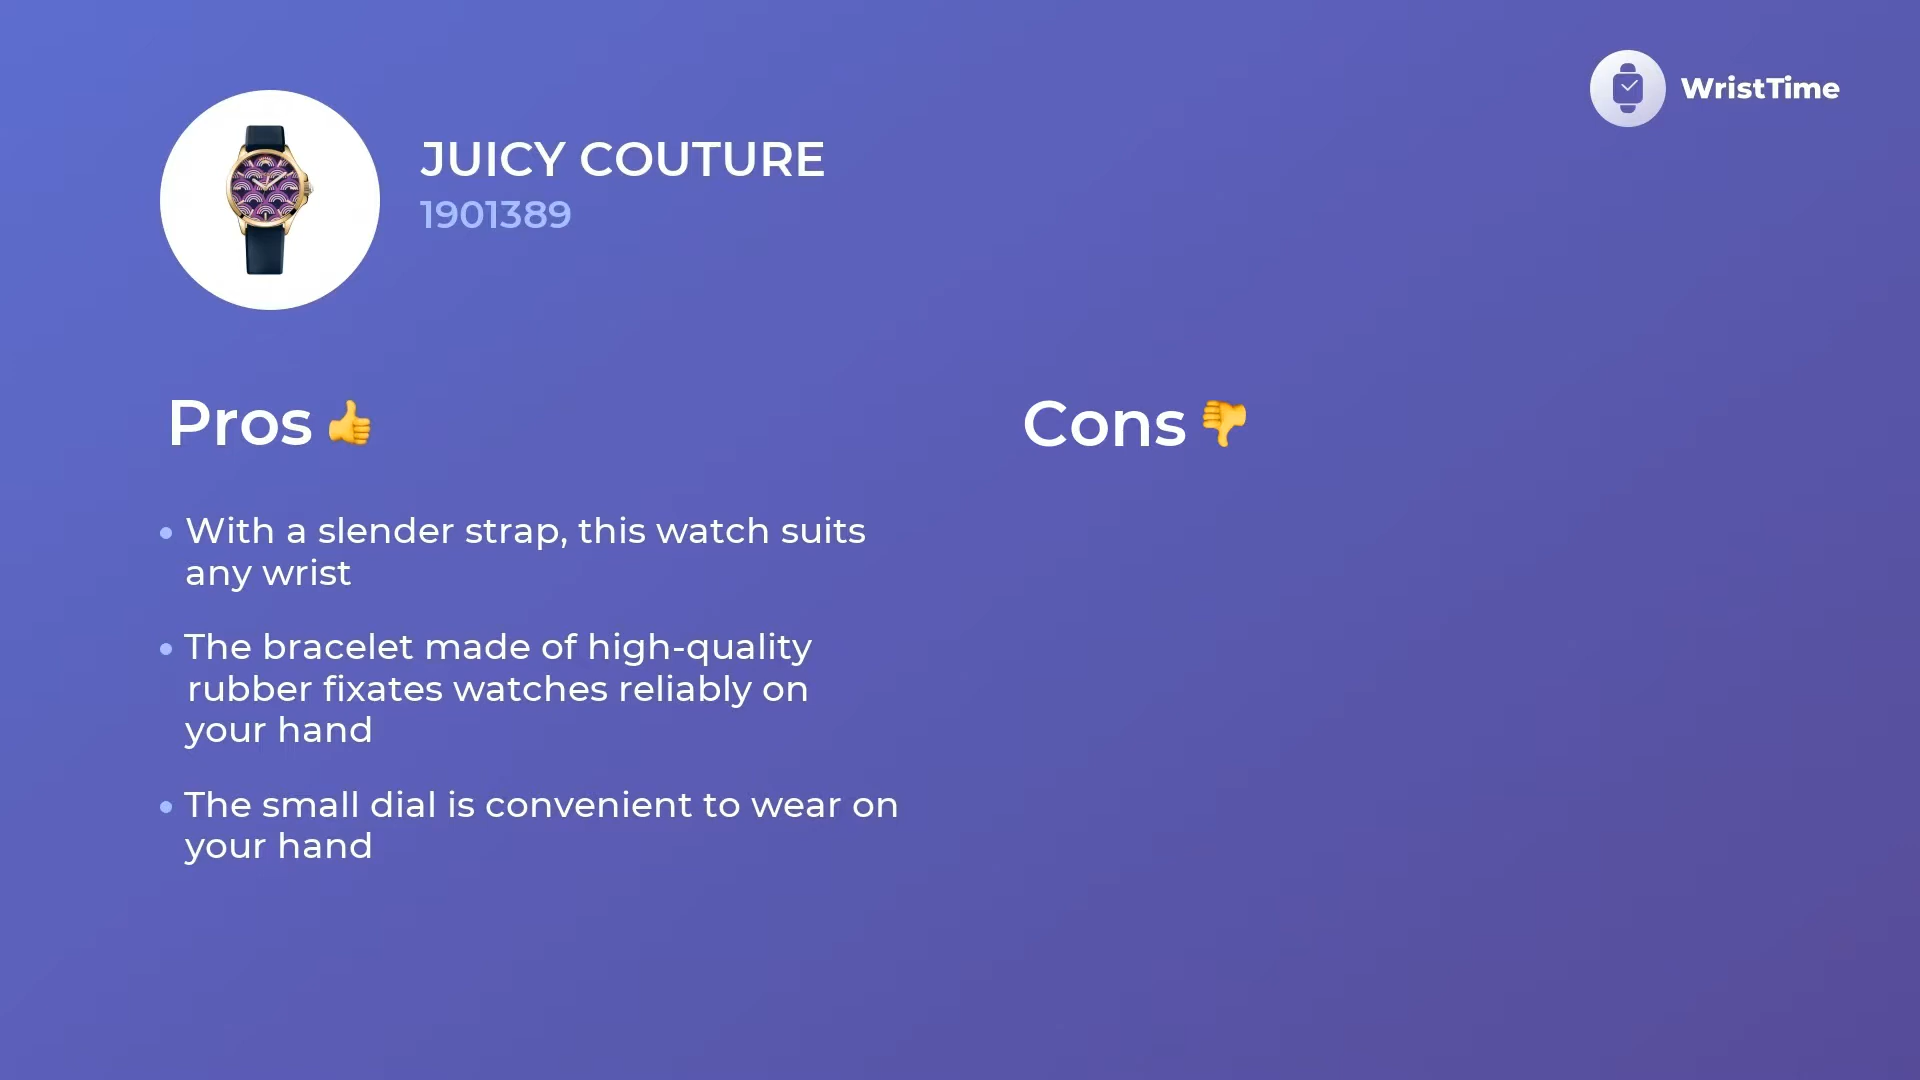 WristTime
JUICY COUTURE
1901389
Pros 👍
With a slender strap, this watch suits
any wrist
The bracelet made of high-quality
rubber fixates watches reliably on
your hand
The small dial is convenient to wear on
your hand
Cons 👎